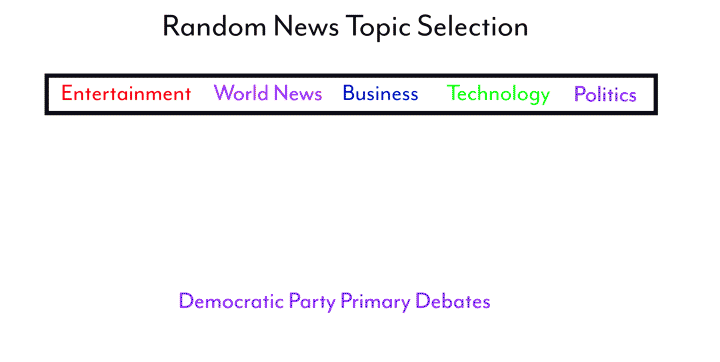 Random News Topic Selection
Entertainment World News Business Technology Politics
Democratic Party Primary Debates